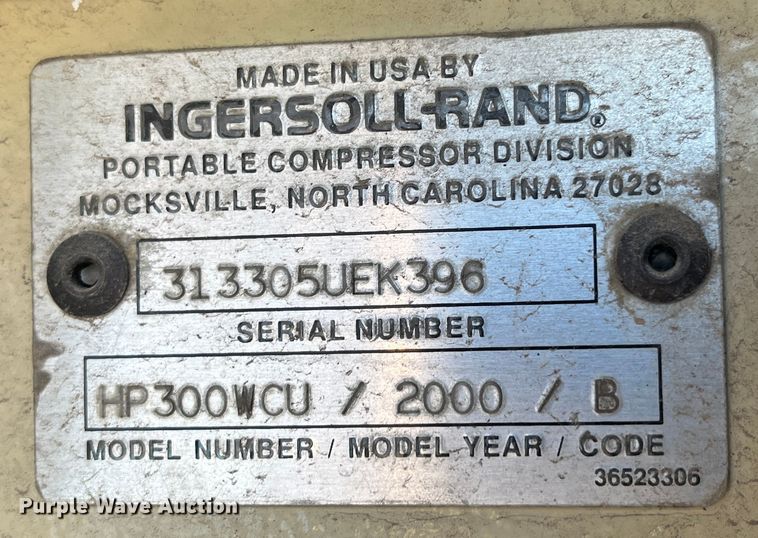 MADE IN USA BY
INGERSOLL-RAND®
PORTABLE COMPRESSOR DIVISION
MOCKSVILLE, NORTH CAROLINA 27028
313305UEK396
SERIAL NUMBER
HP300WCU / 2000 / B
MODEL NUMBER / MODEL YEAR / CODE
36523306
Purple Wave Auction